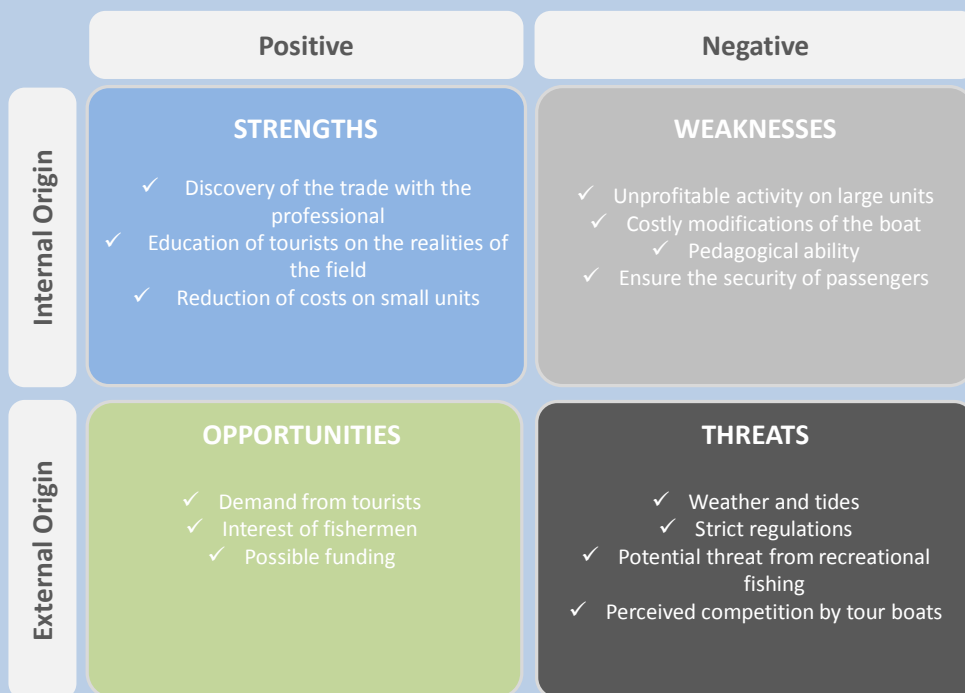 Positive
Negative
Internal Origin
STRENGTHS
✓ Discovery of the trade with the
professional
✓ Education of tourists on the realities of
the field
✓ Reduction of costs on small units
WEAKNESSES
✓ Unprofitable activity on large units
✓ Costly modifications of the boat
✓ Pedagogical ability
✓ Ensure the security of passengers
External Origin
OPPORTUNITIES
✓ Demand from tourists
✓ Interest of fishermen
✓ Possible funding
THREATS
✓ Weather and tides
✓ Strict regulations
✓ Potential threat from recreational
fishing
✓ Perceived competition by tour boats